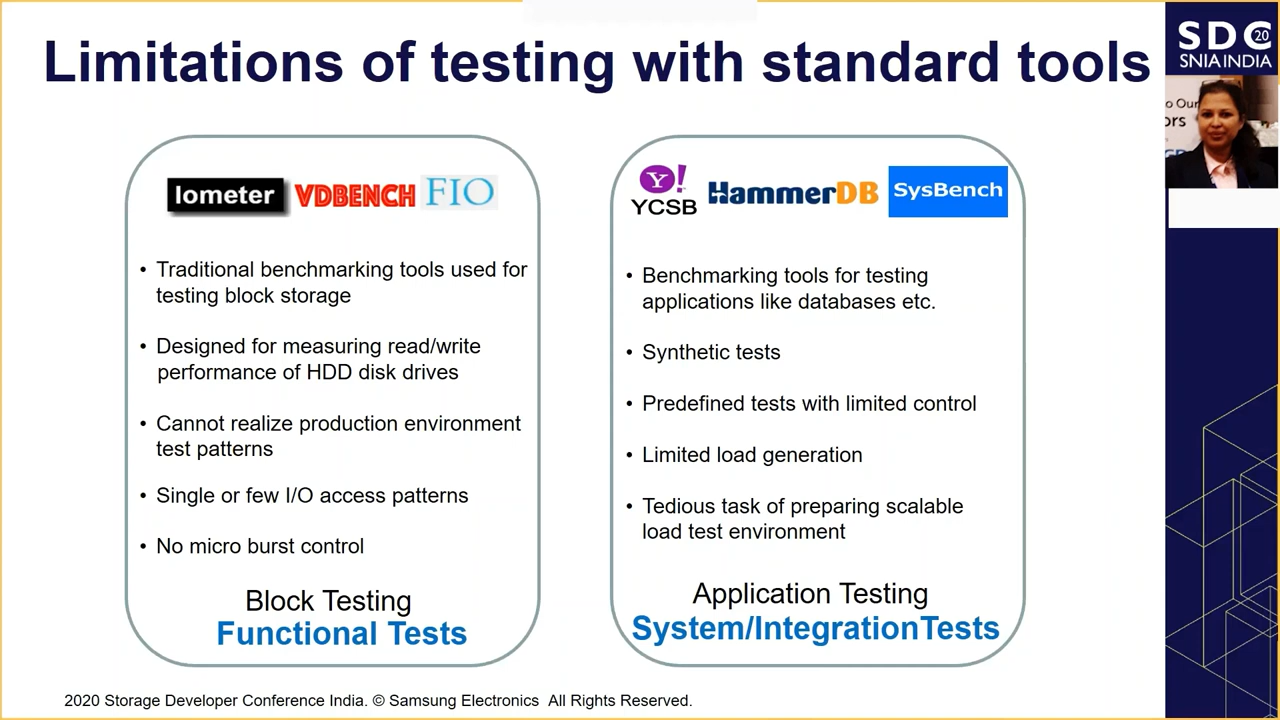 Limitations of testing with standard tools
SDC 20
SNIAINDIA
o Our
ors
Iometer VDBENCH FIO
• Traditional benchmarking tools used for
testing block storage
• Designed for measuring read/write
performance of HDD disk drives
• Cannot realize production environment
test patterns
• Single or few I/O access patterns
• No micro burst control
Block Testing
Functional Tests
Y!
YCSB
HammerDB
SysBench
• Benchmarking tools for testing
applications like databases etc.
• Synthetic tests
• Predefined tests with limited control
• Limited load generation
• Tedious task of preparing scalable
load test environment
Application Testing
System/IntegrationTests
2020 Storage Developer Conference India. © Samsung Electronics All Rights Reserved.